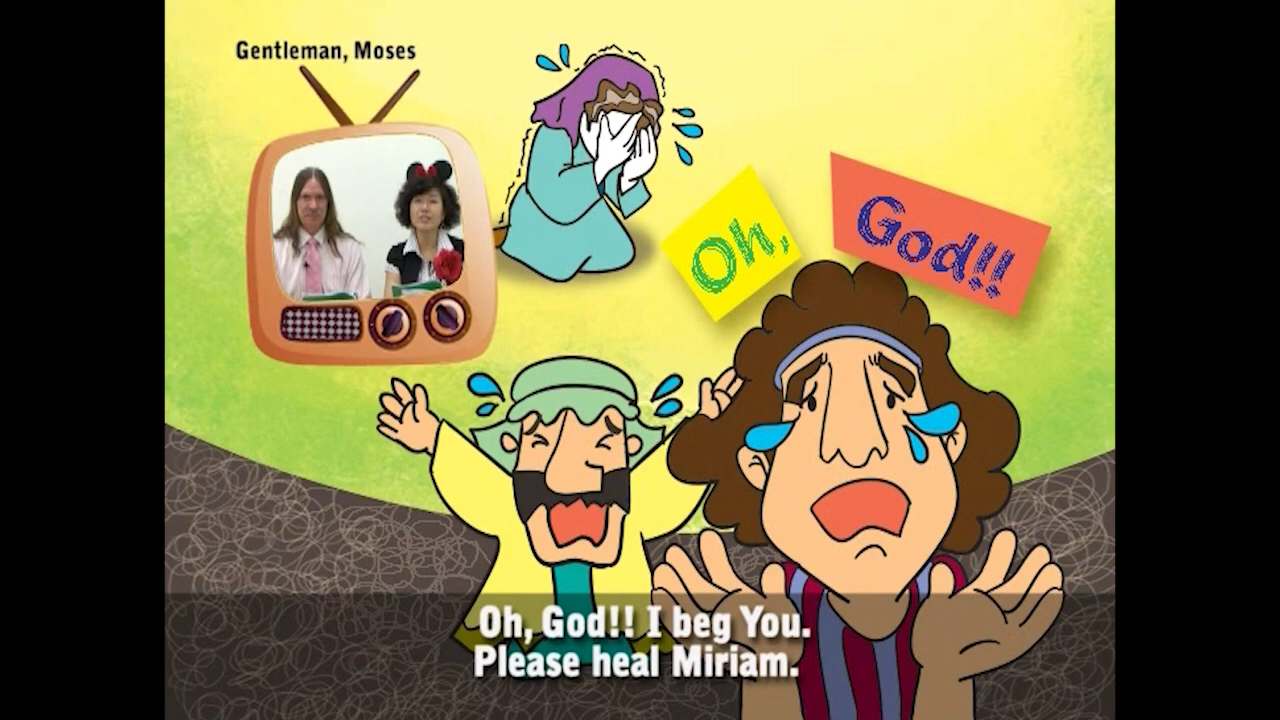 Gentleman, Moses
Oh,
God!!
Oh, God!! I beg You.
Please heal Miriam.